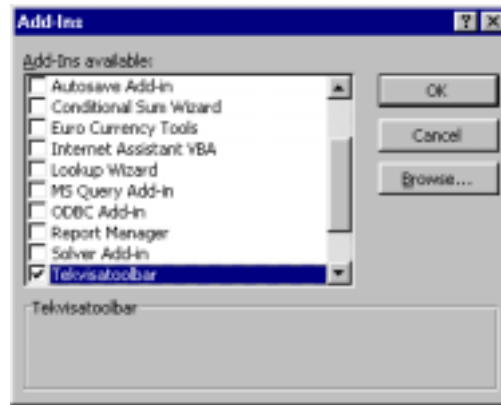 Add-Ins
Add-Ins available:
Autosave Add-in
Conditional Sum Wizard
Euro Currency Tools
Internet Assistant VBA
Lookup Wizard
MS Query Add-in
ODBC Add-in
Report Manager
Solver Add-in
Tekvisatoolbar
OK
Cancel
Browse...
Tekvisatoolbar